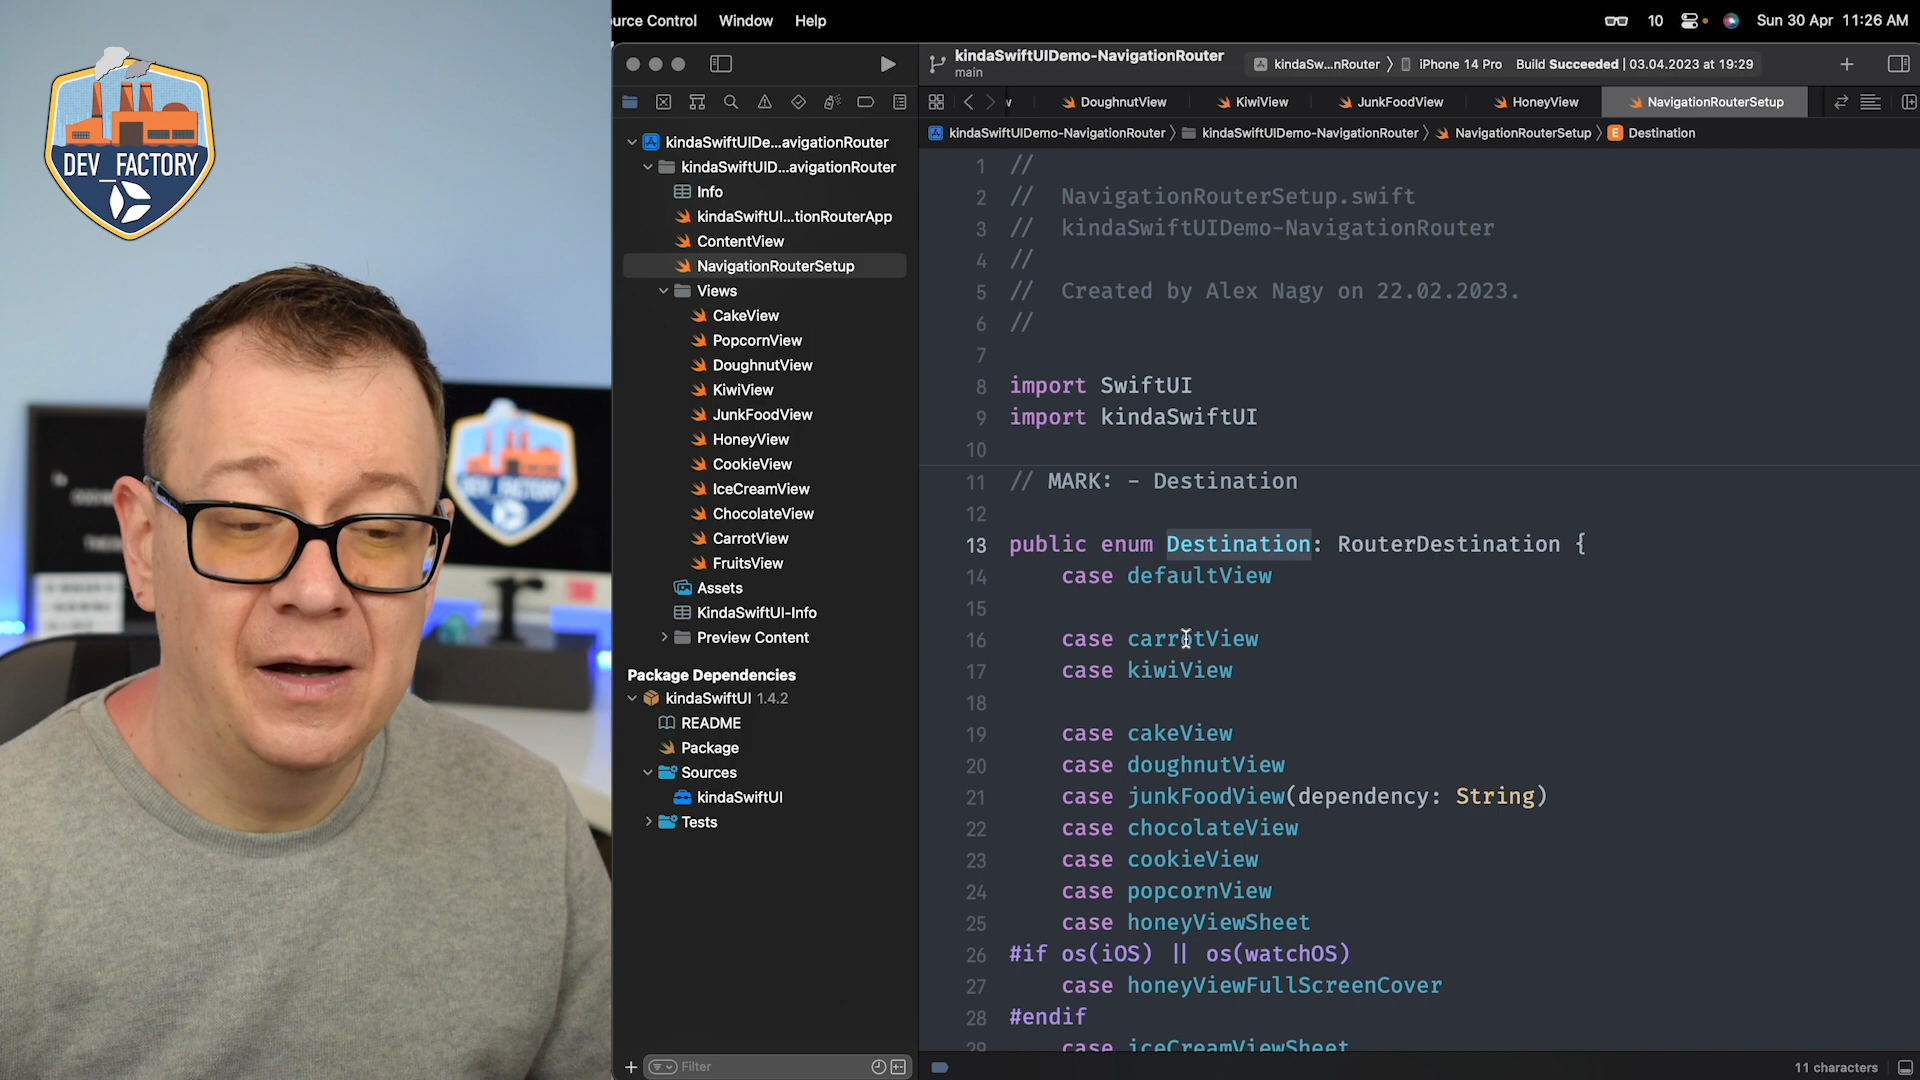 urce Control Window Help
10 Sun 30 Apr 11:26 AM
DEV_FACTORY
DEV_FACTORY
kindaSwiftUIDemo-NavigationRouter
main
kindaSw...nRouter iPhone 14 Pro Build Succeeded | 03.04.2023 at 19:29
DoughnutView KiwiView JunkFoodView HoneyView NavigationRouterSetup
kindaSwiftUIDemo-NavigationRouter kindaSwiftUIDemo-NavigationRouter NavigationRouterSetup E Destination
kindaSwiftUIDe...avigationRouter
kindaSwiftUID...avigationRouter
Info
kindaSwiftUI...tionRouterApp
ContentView
NavigationRouterSetup
Views
CakeView
PopcornView
DoughnutView
KiwiView
JunkFoodView
HoneyView
CookieView
IceCreamView
ChocolateView
CarrotView
FruitsView
Assets
KindaSwiftUI-Info
Preview Content
Package Dependencies
kindaSwiftUI 1.4.2
README
Package
Sources
kindaSwiftUI
Tests
Filter
1 //
2 // NavigationRouterSetup.swift
3 // kindaSwiftUIDemo-NavigationRouter
4 //
5 // Created by Alex Nagy on 22.02.2023.
6 //
7
8 import SwiftUI
9 import kindaSwiftUI
10
11 // MARK: - Destination
12
13 public enum Destination: RouterDestination {
14 case defaultView
15
16 case carrotView
17 case kiwiView
18
19 case cakeView
20 case doughnutView
21 case junkFoodView(dependency: String)
22 case chocolateView
23 case cookieView
24 case popcornView
25 case honeyViewSheet
26 #if os(iOS) || os(watchOS)
27 case honeyViewFullScreenCover
28 #endif
29 case iceCreamViewSheet
11 characters